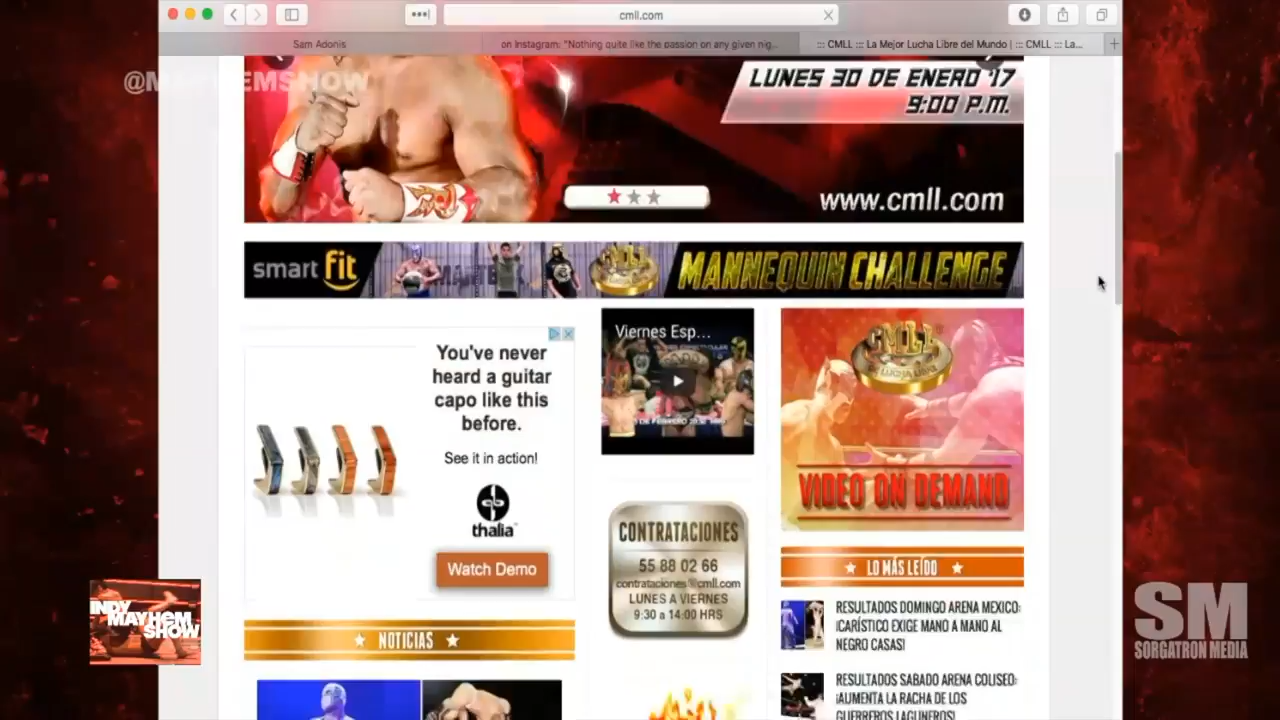 cmll.com
Sam Adonis
on Instagram: "Nothing quite like the passion on any given nig...
::: CMLL ::: La Mejor Lucha Libre del Mundo | ::: CMLL ::: La...
LUNES 30 DE ENERO '17
9:00 P.M.
www.cmll.com
smart fit
MANNEQUIN CHALLENGE
You've never
heard a guitar
capo like this
before.
See it in action!
thalia
Watch Demo
Viernes Esp...
CMLL
VIDEO ON DEMAND
CONTRATACIONES
55 88 02 66
contrataciones@cmll.com
LUNES A VIERNES
9:30 a 14:00 HRS
LO MÁS LEÍDO
RESULTADOS DOMINGO ARENA MEXICO:
¡CARÍSTICO EXIGE MANO A MANO AL
NEGRO CASAS!
RESULTADOS SABADO ARENA COLISEO:
¡AUMENTA LA RACHA DE LOS
GUERREROS LAGUNEROS!
NOTICIAS
INDY
MAYHEM
SHOW
SM
SORGATRON MEDIA